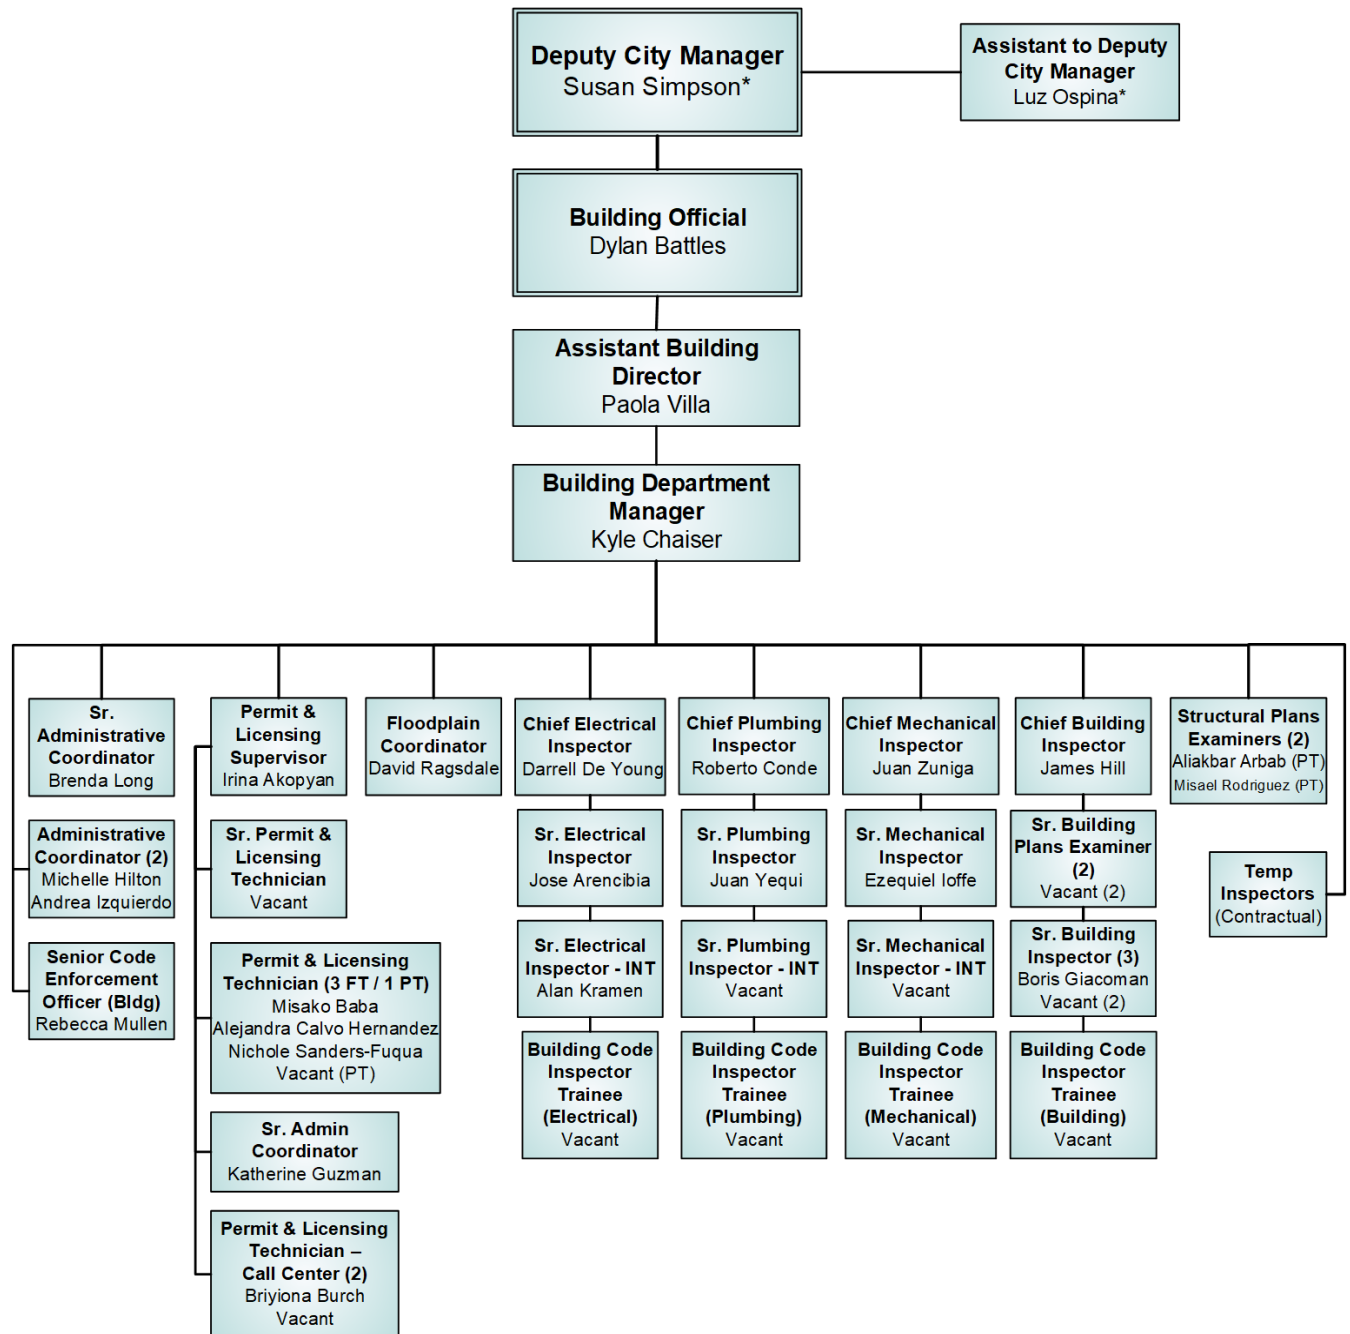 Deputy City Manager
Susan Simpson*
Assistant to Deputy
City Manager
Luz Ospina*
Building Official
Dylan Battles
Assistant Building
Director
Paola Villa
Building Department
Manager
Kyle Chaiser
Sr.
Administrative
Coordinator
Brenda Long
Administrative
Coordinator (2)
Michelle Hilton
Andrea Izquierdo
Senior Code
Enforcement
Officer (Bldg)
Rebecca Mullen
Permit &
Licensing
Supervisor
Irina Akopyan
Sr. Permit &
Licensing
Technician
Vacant
Permit & Licensing
Technician (3 FT / 1 PT)
Misako Baba
Alejandra Calvo Hernandez
Nichole Sanders-Fuqua
Vacant (PT)
Sr. Admin
Coordinator
Katherine Guzman
Permit & Licensing
Technician –
Call Center (2)
Briyiona Burch
Vacant
Floodplain
Coordinator
David Ragsdale
Chief Electrical
Inspector
Darrell De Young
Sr. Electrical
Inspector
Jose Arencibia
Sr. Electrical
Inspector - INT
Alan Kramen
Building Code
Inspector
Trainee
(Electrical)
Vacant
Chief Plumbing
Inspector
Roberto Conde
Sr. Plumbing
Inspector
Juan Yequi
Sr. Plumbing
Inspector - INT
Vacant
Building Code
Inspector
Trainee
(Plumbing)
Vacant
Chief Mechanical
Inspector
Juan Zuniga
Sr. Mechanical
Inspector
Ezequiel Ioffe
Sr. Mechanical
Inspector - INT
Vacant
Building Code
Inspector
Trainee
(Mechanical)
Vacant
Chief Building
Inspector
James Hill
Sr. Building
Plans Examiner
(2)
Vacant (2)
Sr. Building
Inspector (3)
Boris Giacoman
Vacant (2)
Building Code
Inspector
Trainee
(Building)
Vacant
Structural Plans
Examiners (2)
Aliakbar Arbab (PT)
Misael Rodriguez (PT)
Temp
Inspectors
(Contractual)